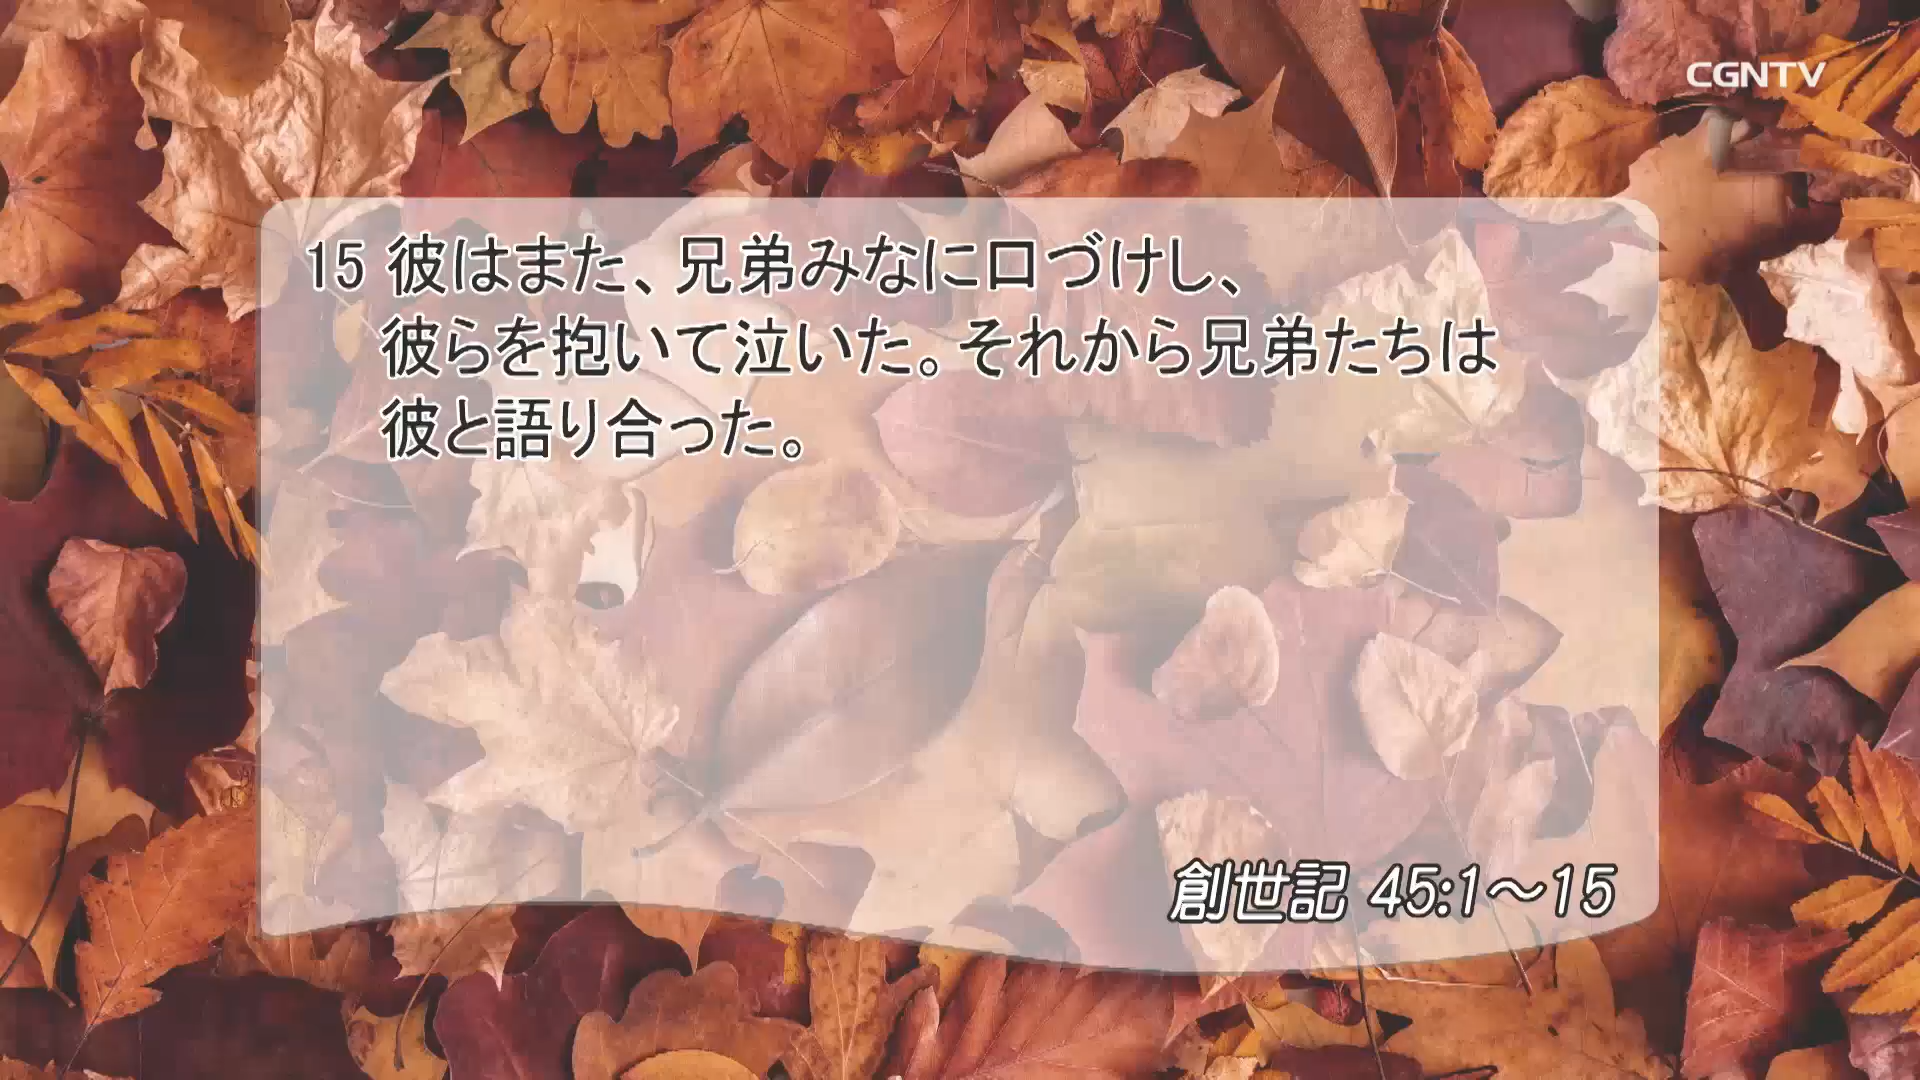 CGNTV
15 彼はまた、兄弟みなに口づけし、
彼らを抱いて泣いた。それから兄弟たちは
彼と語り合った。
創世記 45:1～15